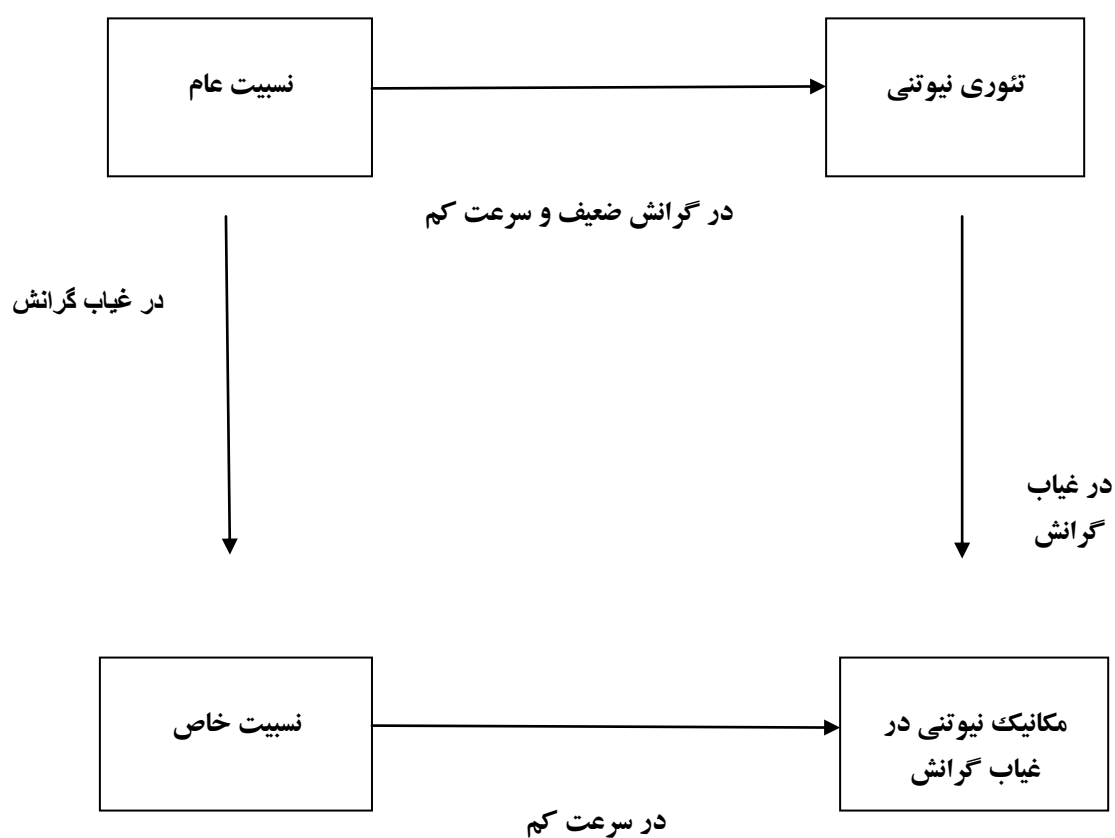 تئوری نیوتنی
نسبیت عام
در گرانش ضعیف و سرعت کم
در غیاب گرانش
در غیاب
گرانش
مکانیک نیوتنی در
غیاب گرانش
نسبیت خاص
در سرعت کم